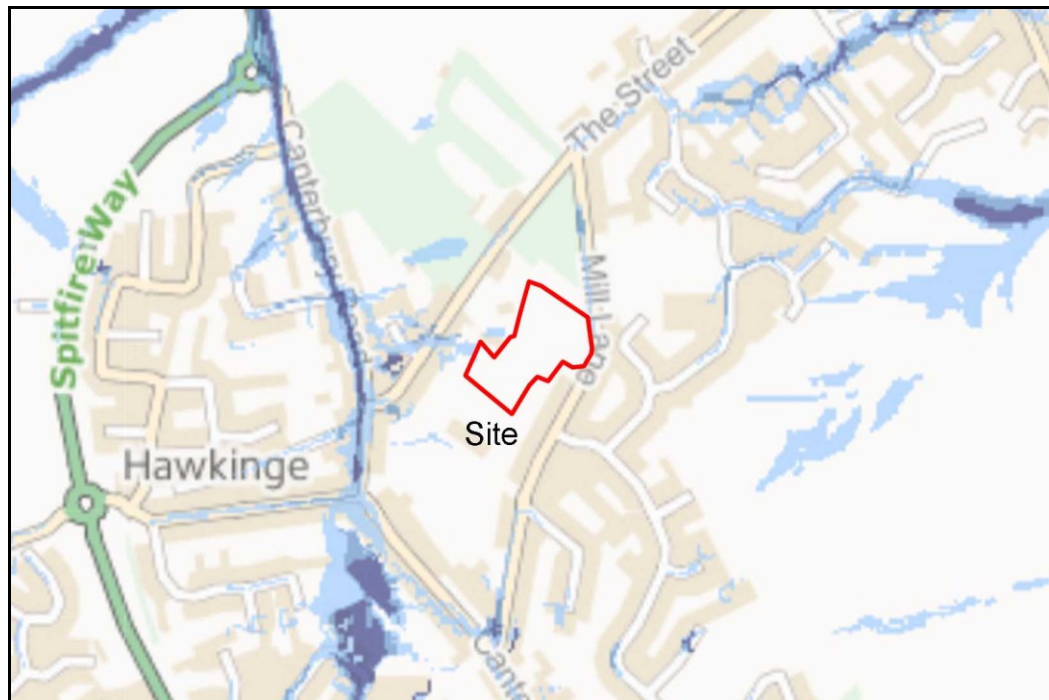 The Street
Canterbury Road
Spitfire Way
Mill Lane
Site
Hawkinge
Cante